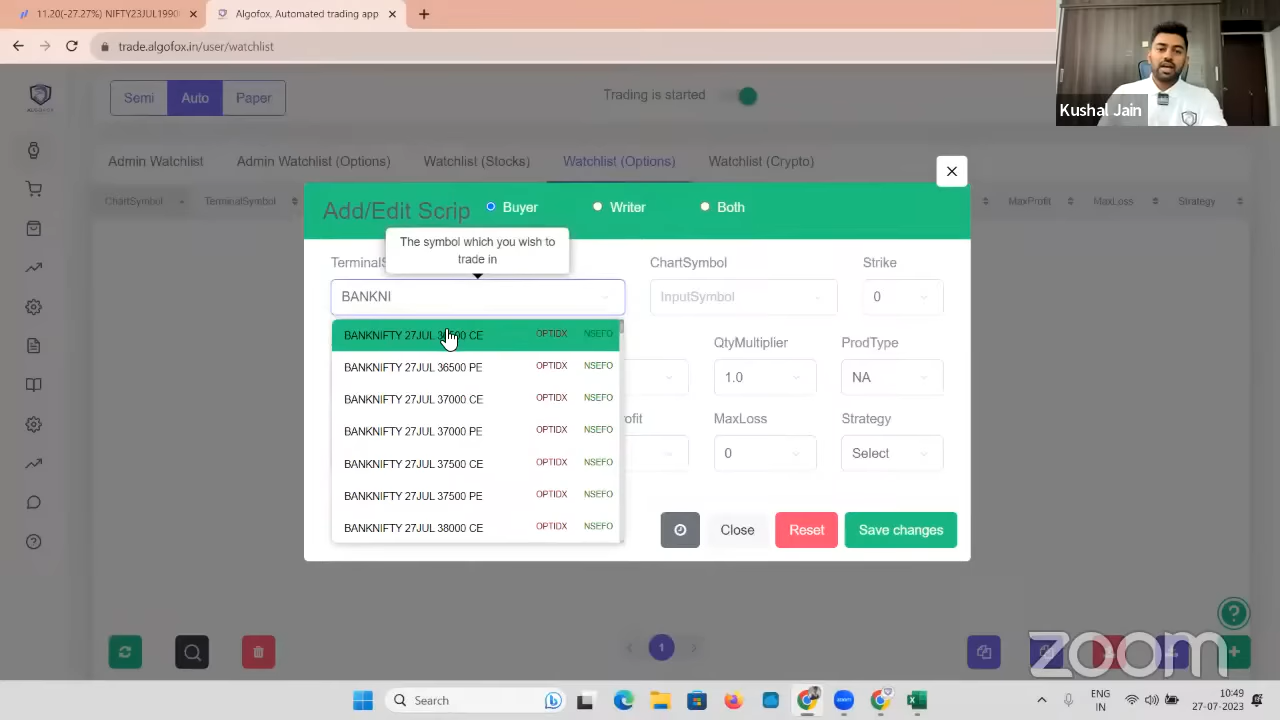 11.20(-27.27%) NIFTY23JUL1990
Algofox, Automated trading app
trade.algofox.in/user/watchlist
Kushal Jain
ALGOFOX
Semi
Auto
Paper
Trading is started
Admin Watchlist
Admin Watchlist (Options)
Watchlist (Stocks)
Watchlist (Options)
Watchlist (Crypto)
ChartSymbol
TerminalSymbol
MaxProfit
MaxLoss
Strategy
Add/Edit Scrip
Buyer
Writer
Both
The symbol which you wish to
trade in
TerminalS
ChartSymbol
Strike
BANKNI
InputSymbol
0
BANKNIFTY 27JUL 36500 CE OPTIDX NSEFO
BANKNIFTY 27JUL 36500 PE OPTIDX NSEFO
BANKNIFTY 27JUL 37000 CE OPTIDX NSEFO
BANKNIFTY 27JUL 37000 PE OPTIDX NSEFO
BANKNIFTY 27JUL 37500 CE OPTIDX NSEFO
BANKNIFTY 27JUL 37500 PE OPTIDX NSEFO
BANKNIFTY 27JUL 38000 CE OPTIDX NSEFO
QtyMultiplier
ProdType
1.0
NA
ofit
MaxLoss
Strategy
0
Select
Close
Reset
Save changes
1
zoom
Search
ENG
IN
10:49
27-07-2023